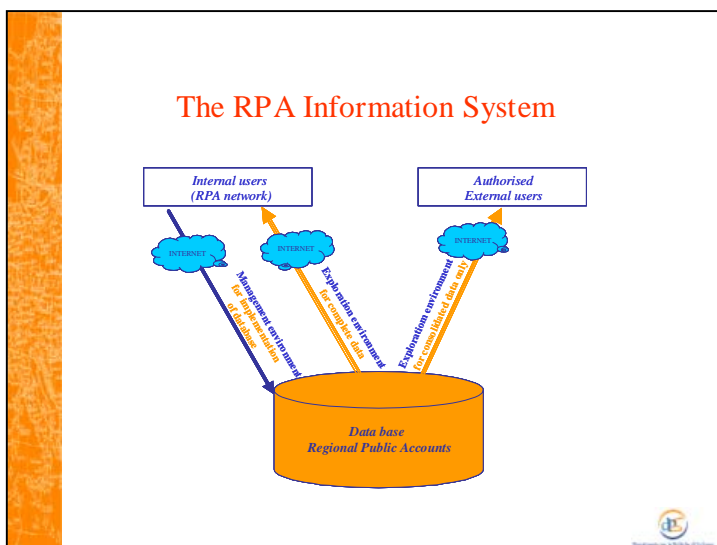 The RPA Information System
Internal users
(RPA network)
Authorised
External users
INTERNET
INTERNET
INTERNET
Management environment
for implementation
of database
Exploration environment
for complete data
Exploration environment
for consolidated data only
Data base
Regional Public Accounts